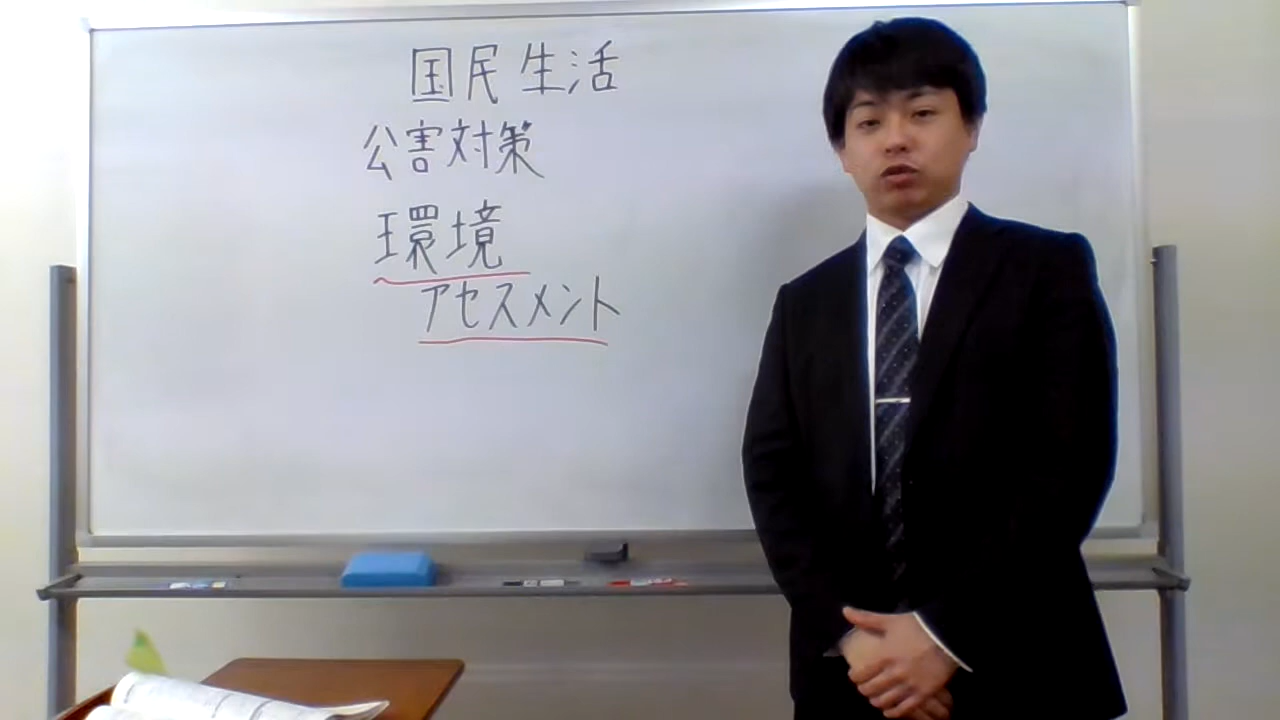 国民生活
公害対策
環境
アセスメント